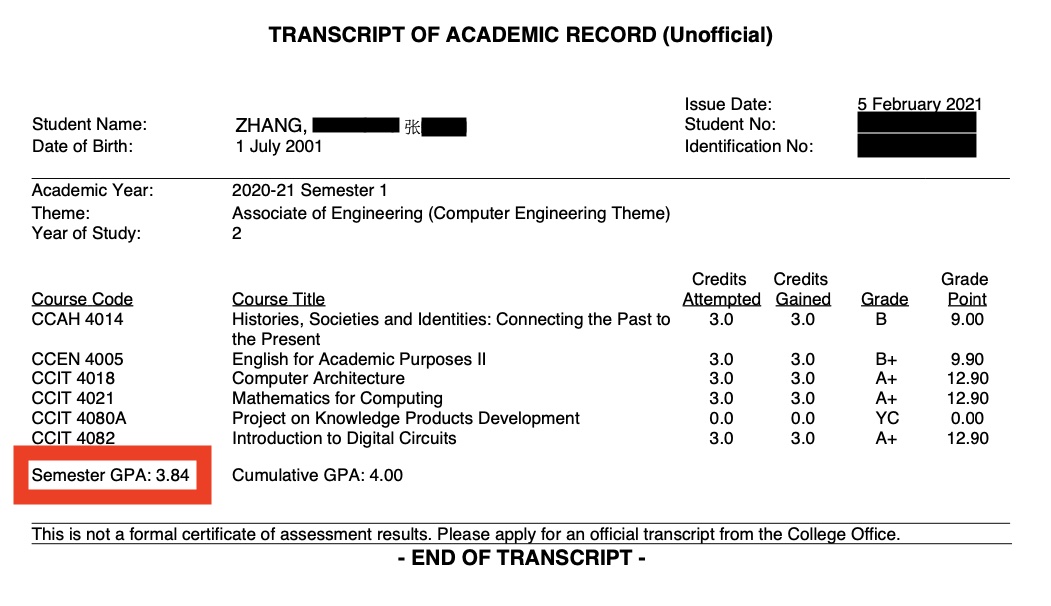 TRANSCRIPT OF ACADEMIC RECORD (Unofficial)
Issue Date: 5 February 2021
Student Name: ZHANG, 张 Student No:
Date of Birth: 1 July 2001 Identification No:
Academic Year: 2020-21 Semester 1
Theme: Associate of Engineering (Computer Engineering Theme)
Year of Study: 2
Credits Credits Grade
Course Code Course Title Attempted Gained Grade Point
CCAH 4014 Histories, Societies and Identities: Connecting the Past to 3.0 3.0 B 9.00
the Present
CCEN 4005 English for Academic Purposes II 3.0 3.0 B+ 9.90
CCIT 4018 Computer Architecture 3.0 3.0 A+ 12.90
CCIT 4021 Mathematics for Computing 3.0 3.0 A+ 12.90
CCIT 4080A Project on Knowledge Products Development 0.0 0.0 YC 0.00
CCIT 4082 Introduction to Digital Circuits 3.0 3.0 A+ 12.90
Semester GPA: 3.84 Cumulative GPA: 4.00
This is not a formal certificate of assessment results. Please apply for an official transcript from the College Office.
- END OF TRANSCRIPT -